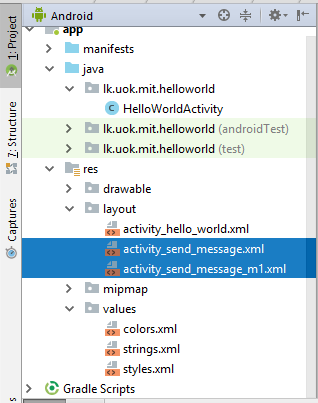 Android
1: Project
7: Structure
Captures
app
manifests
java
lk.uok.mit.helloworld
HelloWorldActivity
lk.uok.mit.helloworld (androidTest)
lk.uok.mit.helloworld (test)
res
drawable
layout
activity_hello_world.xml
activity_send_message.xml
activity_send_message_m1.xml
mipmap
values
colors.xml
strings.xml
styles.xml
Gradle Scripts